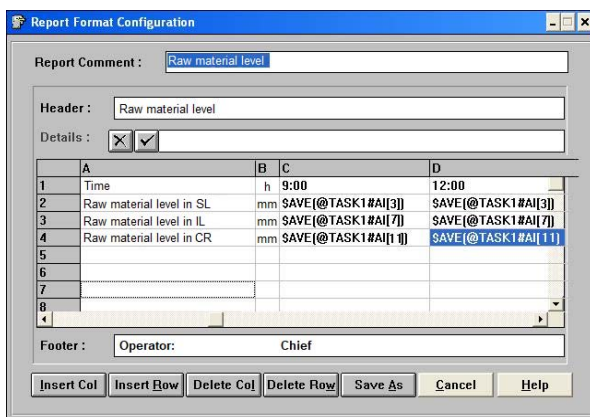 Report Format Configuration
Report Comment : Raw material level
Header : Raw material level
Details :
A B C D
1 Time h 9:00 12:00
2 Raw material level in SL mm $AVE(@TASK1#AI[3]) $AVE(@TASK1#AI[3])
3 Raw material level in IL mm $AVE(@TASK1#AI[7]) $AVE(@TASK1#AI[7])
4 Raw material level in CR mm $AVE(@TASK1#AI[11]) $AVE(@TASK1#AI[11)
5
6
7
8
Footer : Operator: Chief
Insert Col Insert Row Delete Col Delete Row Save As Cancel Help